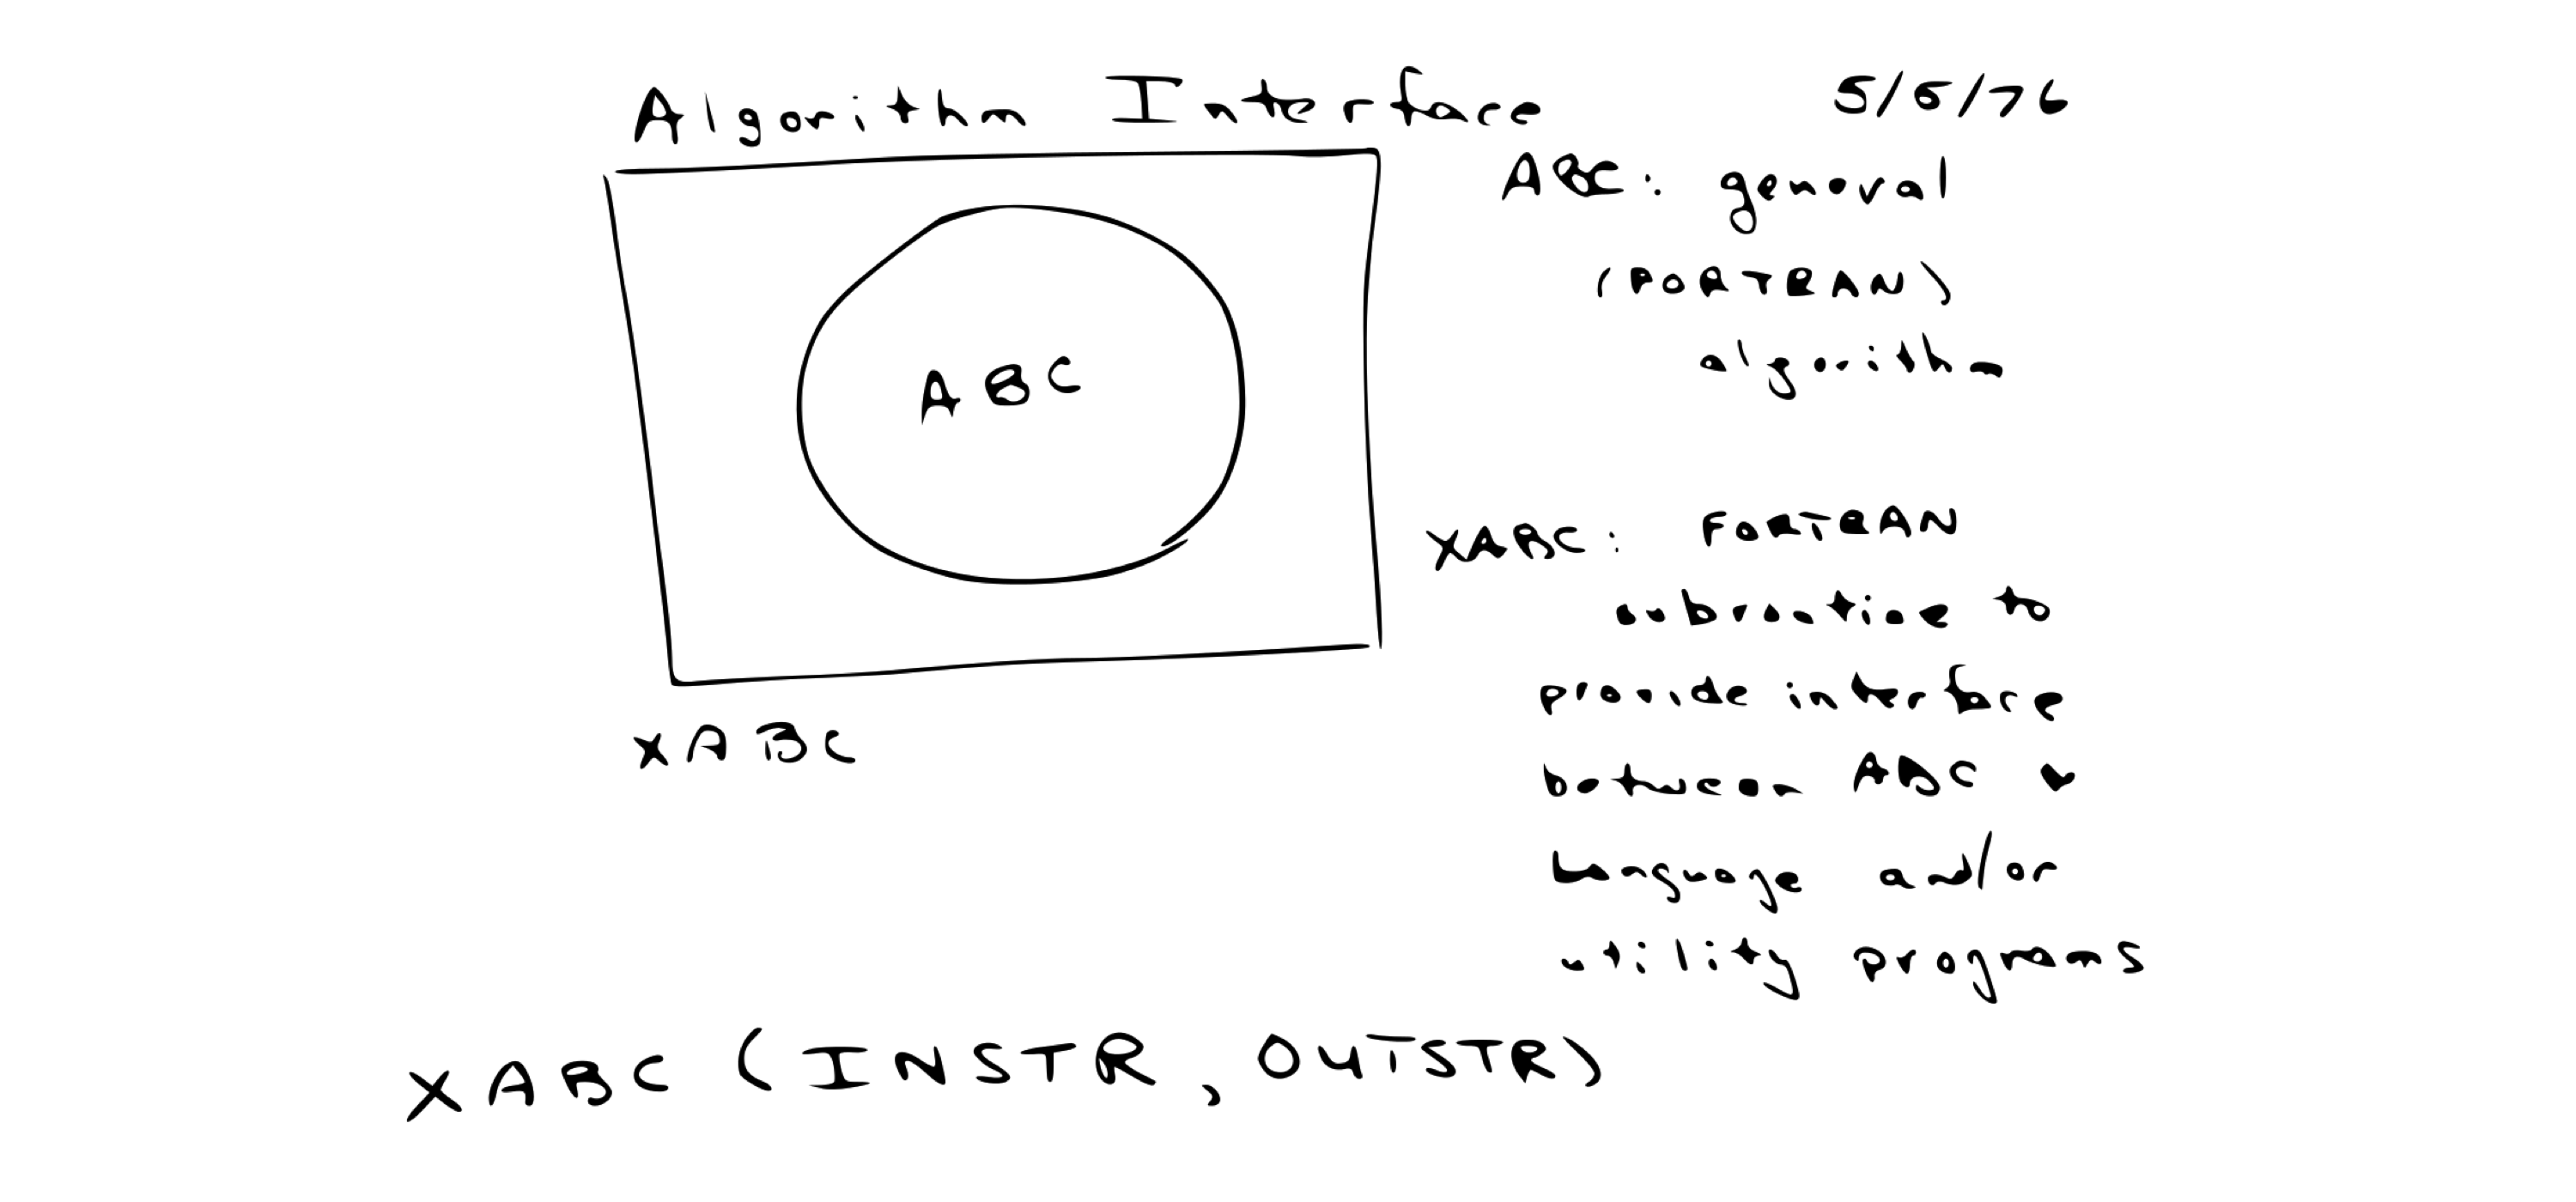 Algorithm Interface 5/5/76
ABC
XABC
ABC: general
(FORTRAN)
algorithm
XABC: FORTRAN
subroutine to
provide interface
between ABC &
language and/or
utility programs
XABC (INSTR, OUTSTR)